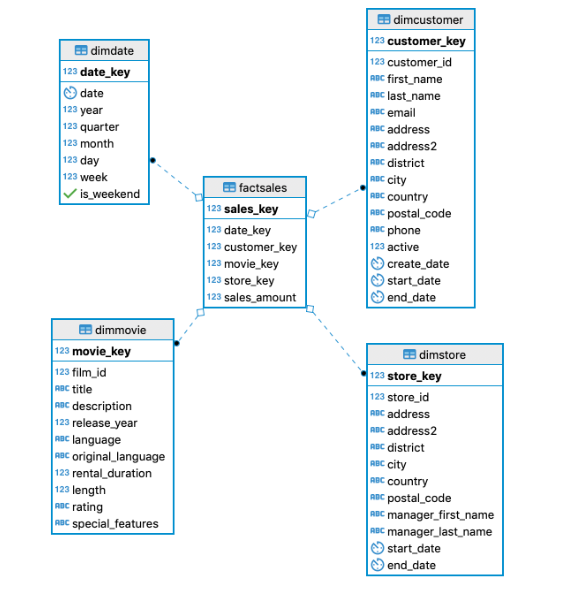 dimdate
123 date_key
date
123 year
123 quarter
123 month
123 day
123 week
is_weekend
dimcustomer
123 customer_key
123 customer_id
ABC first_name
ABC last_name
ABC email
ABC address
ABC address2
ABC district
ABC city
ABC country
ABC postal_code
ABC phone
123 active
create_date
start_date
end_date
factsales
123 sales_key
123 date_key
123 customer_key
123 movie_key
123 store_key
123 sales_amount
dimmovie
123 movie_key
123 film_id
ABC title
ABC description
123 release_year
ABC language
ABC original_language
123 rental_duration
123 length
ABC rating
ABC special_features
dimstore
123 store_key
123 store_id
ABC address
ABC address2
ABC district
ABC city
ABC country
ABC postal_code
ABC manager_first_name
ABC manager_last_name
start_date
end_date